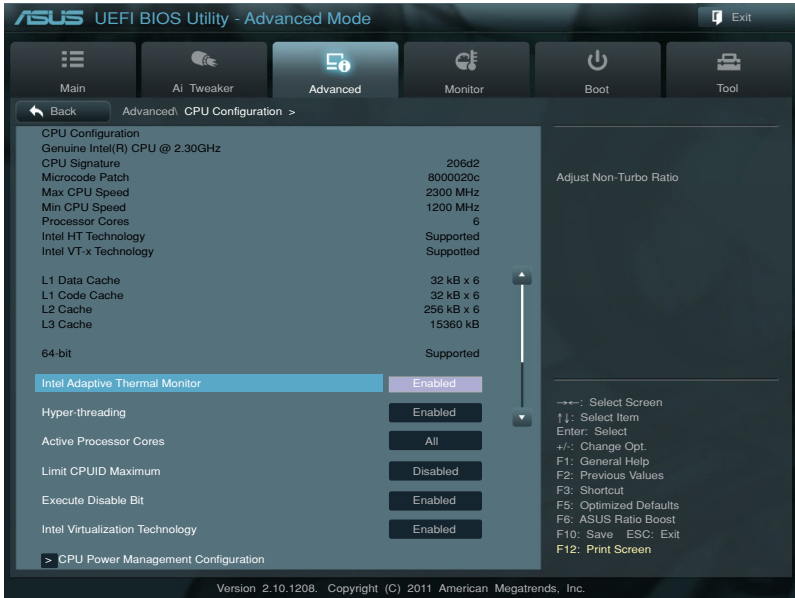 ASUS UEFI BIOS Utility - Advanced Mode
Exit
Main
Ai Tweaker
Advanced
Monitor
Boot
Tool
Back
Advanced\ CPU Configuration >
CPU Configuration
Genuine Intel(R) CPU @ 2.30GHz
CPU Signature 206d2
Microcode Patch 8000020c
Max CPU Speed 2300 MHz
Min CPU Speed 1200 MHz
Processor Cores 6
Intel HT Technology Supported
Intel VT-x Technology Suppotted
L1 Data Cache 32 kB x 6
L1 Code Cache 32 kB x 6
L2 Cache 256 kB x 6
L3 Cache 15360 kB
64-bit Supported
Intel Adaptive Thermal Monitor Enabled
Hyper-threading Enabled
Active Processor Cores All
Limit CPUID Maximum Disabled
Execute Disable Bit Enabled
Intel Virtualization Technology Enabled
> CPU Power Management Configuration
Adjust Non-Turbo Ratio
→←: Select Screen
↑↓: Select Item
Enter: Select
+/-: Change Opt.
F1: General Help
F2: Previous Values
F3: Shortcut
F5: Optimized Defaults
F6: ASUS Ratio Boost
F10: Save ESC: Exit
F12: Print Screen
Version 2.10.1208. Copyright (C) 2011 American Megatrends, Inc.